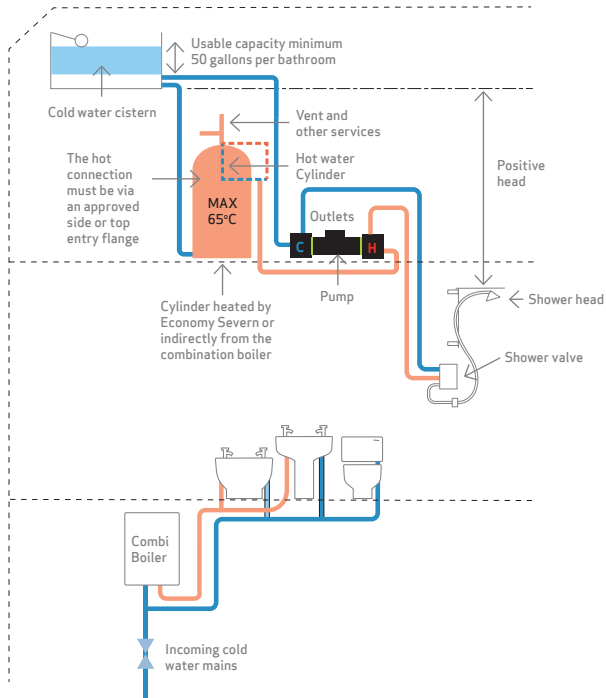 Usable capacity minimum
50 gallons per bathroom
Cold water cistern
Vent and
other services
The hot
connection
must be via
an approved
side or top
entry flange
Hot water
Cylinder
Positive
head
MAX
65ºC
Outlets
C
H
Pump
Cylinder heated by
Economy Severn or
indirectly from the
combination boiler
Shower head
Shower valve
Combi
Boiler
Incoming cold
water mains